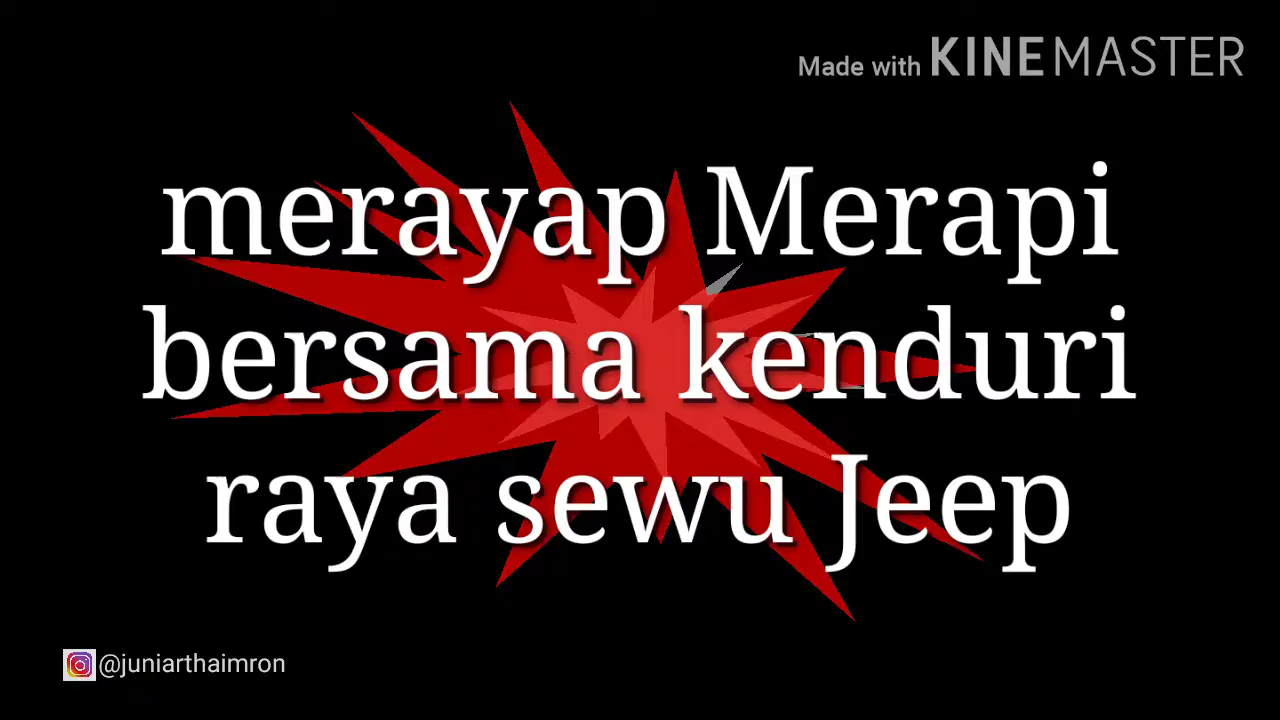 Made with KINEMASTER
merayap Merapi
bersama kenduri
raya sewu Jeep
@juniarthaimron